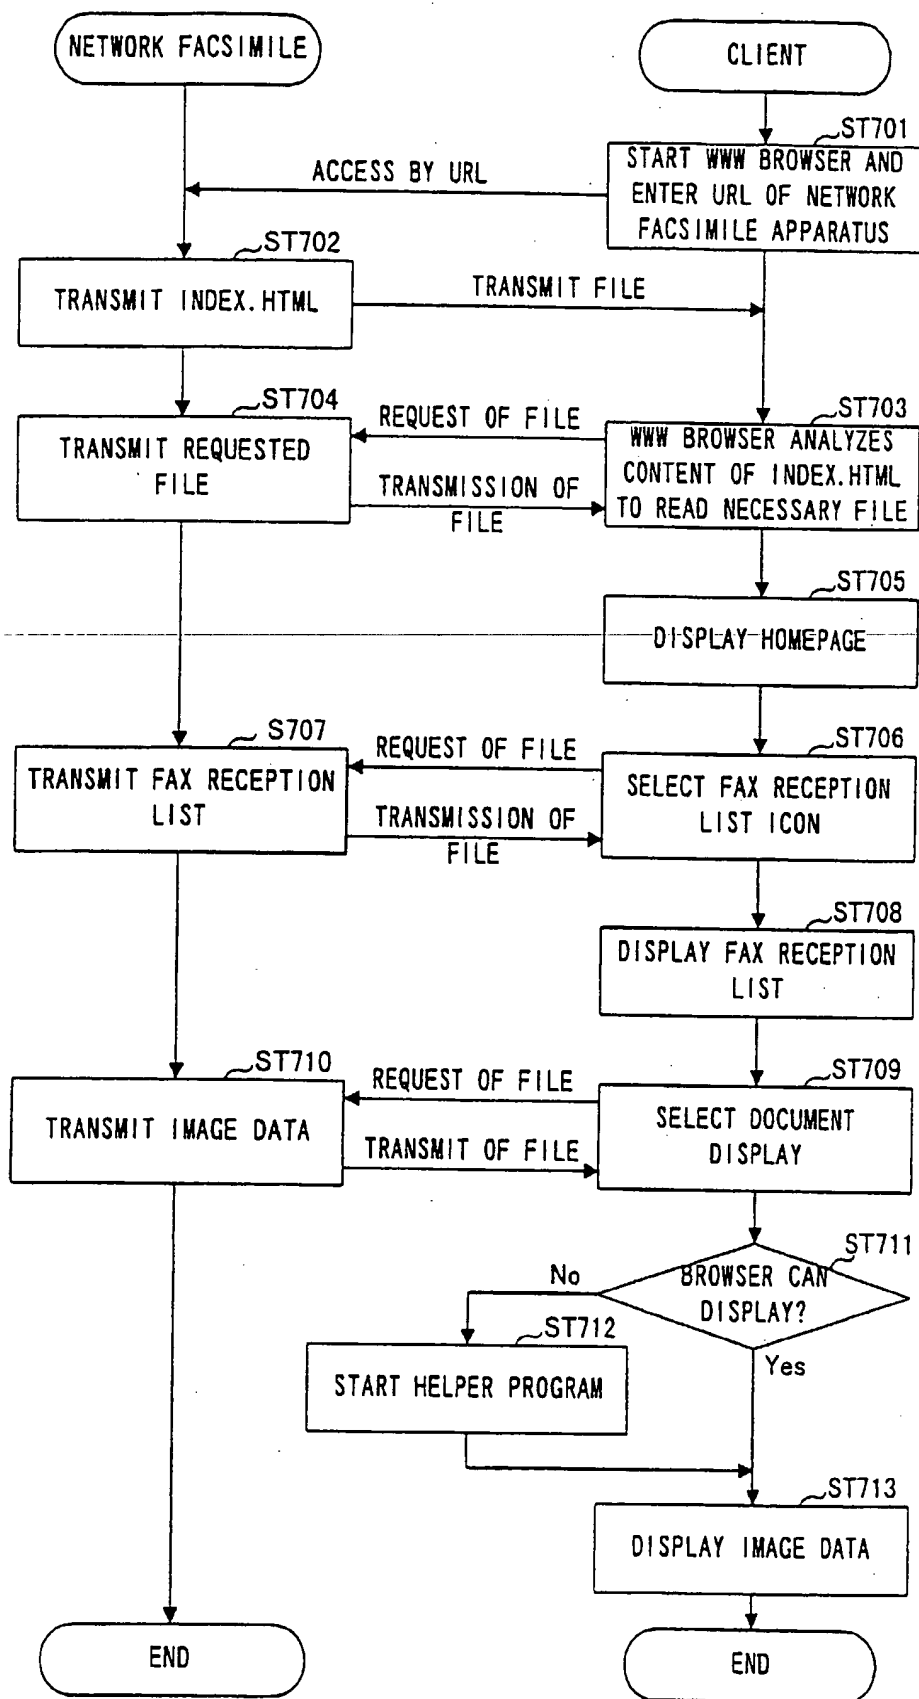 NETWORK FACSIMILE
CLIENT
ST701
START WWW BROWSER AND
ENTER URL OF NETWORK
FACSIMILE APPARATUS
ACCESS BY URL
ST702
TRANSMIT INDEX.HTML
TRANSMIT FILE
ST704
TRANSMIT REQUESTED
FILE
REQUEST OF FILE
TRANSMISSION OF
FILE
ST703
WWW BROWSER ANALYZES
CONTENT OF INDEX.HTML
TO READ NECESSARY FILE
ST705
DISPLAY HOMEPAGE
S707
TRANSMIT FAX RECEPTION
LIST
REQUEST OF FILE
TRANSMISSION OF
FILE
ST706
SELECT FAX RECEPTION
LIST ICON
ST708
DISPLAY FAX RECEPTION
LIST
ST710
TRANSMIT IMAGE DATA
REQUEST OF FILE
TRANSMIT OF FILE
ST709
SELECT DOCUMENT
DISPLAY
ST711
BROWSER CAN
DISPLAY?
No
Yes
ST712
START HELPER PROGRAM
ST713
DISPLAY IMAGE DATA
END
END